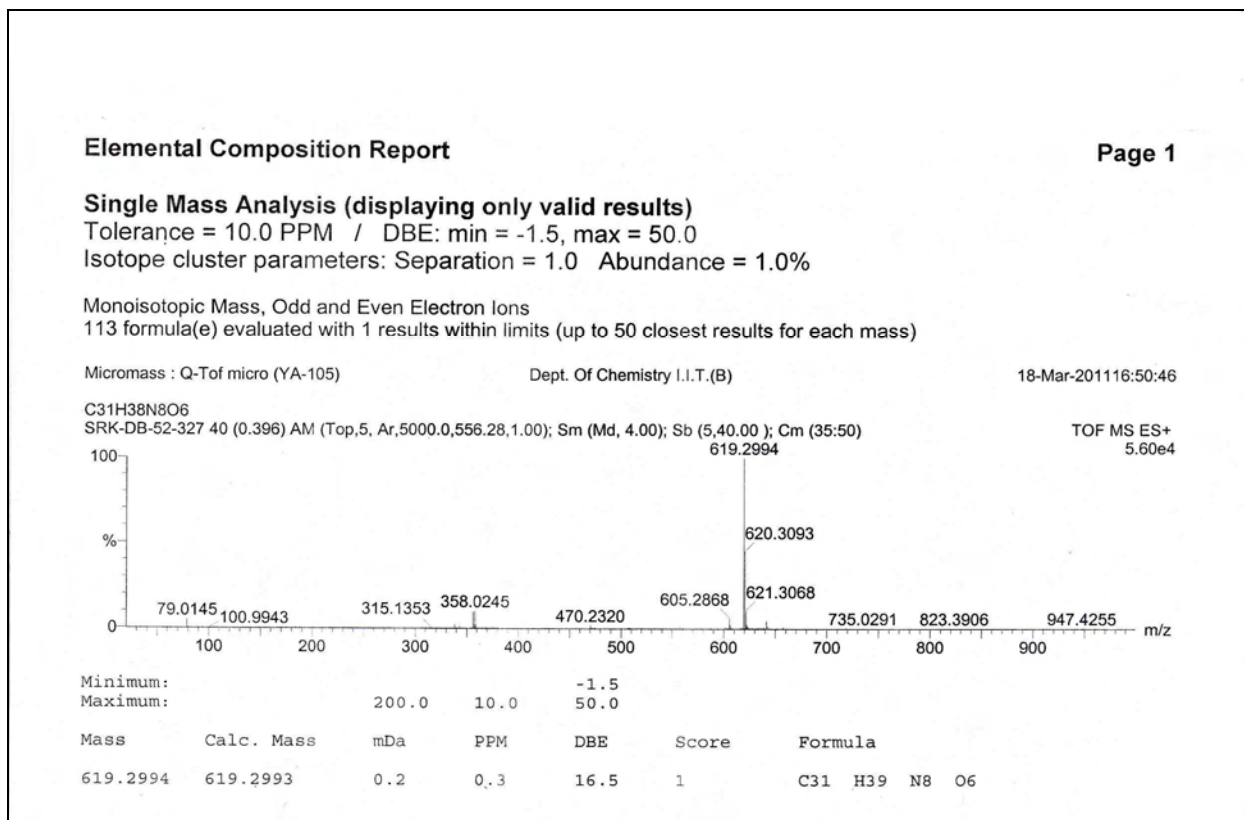 Elemental Composition Report Page 1
Single Mass Analysis (displaying only valid results)
Tolerance = 10.0 PPM / DBE: min = -1.5, max = 50.0
Isotope cluster parameters: Separation = 1.0 Abundance = 1.0%
Monoisotopic Mass, Odd and Even Electron Ions
113 formula(e) evaluated with 1 results within limits (up to 50 closest results for each mass)
Micromass : Q-Tof micro (YA-105) Dept. Of Chemistry I.I.T.(B) 18-Mar-201116:50:46
C31H38N8O6
SRK-DB-52-327 40 (0.396) AM (Top,5, Ar,5000.0,556.28,1.00); Sm (Md, 4.00); Sb (5,40.00 ); Cm (35:50) TOF MS ES+
5.60e4
100
619.2994
%
620.3093
621.3068
605.2868
79.0145
100.9943
315.1353
358.0245
470.2320
735.0291
823.3906
947.4255
0
m/z
100 200 300 400 500 600 700 800 900
Minimum: -1.5
Maximum: 200.0 10.0 50.0
Mass Calc. Mass mDa PPM DBE Score Formula
619.2994 619.2993 0.2 0.3 16.5 1 C31 H39 N8 O6